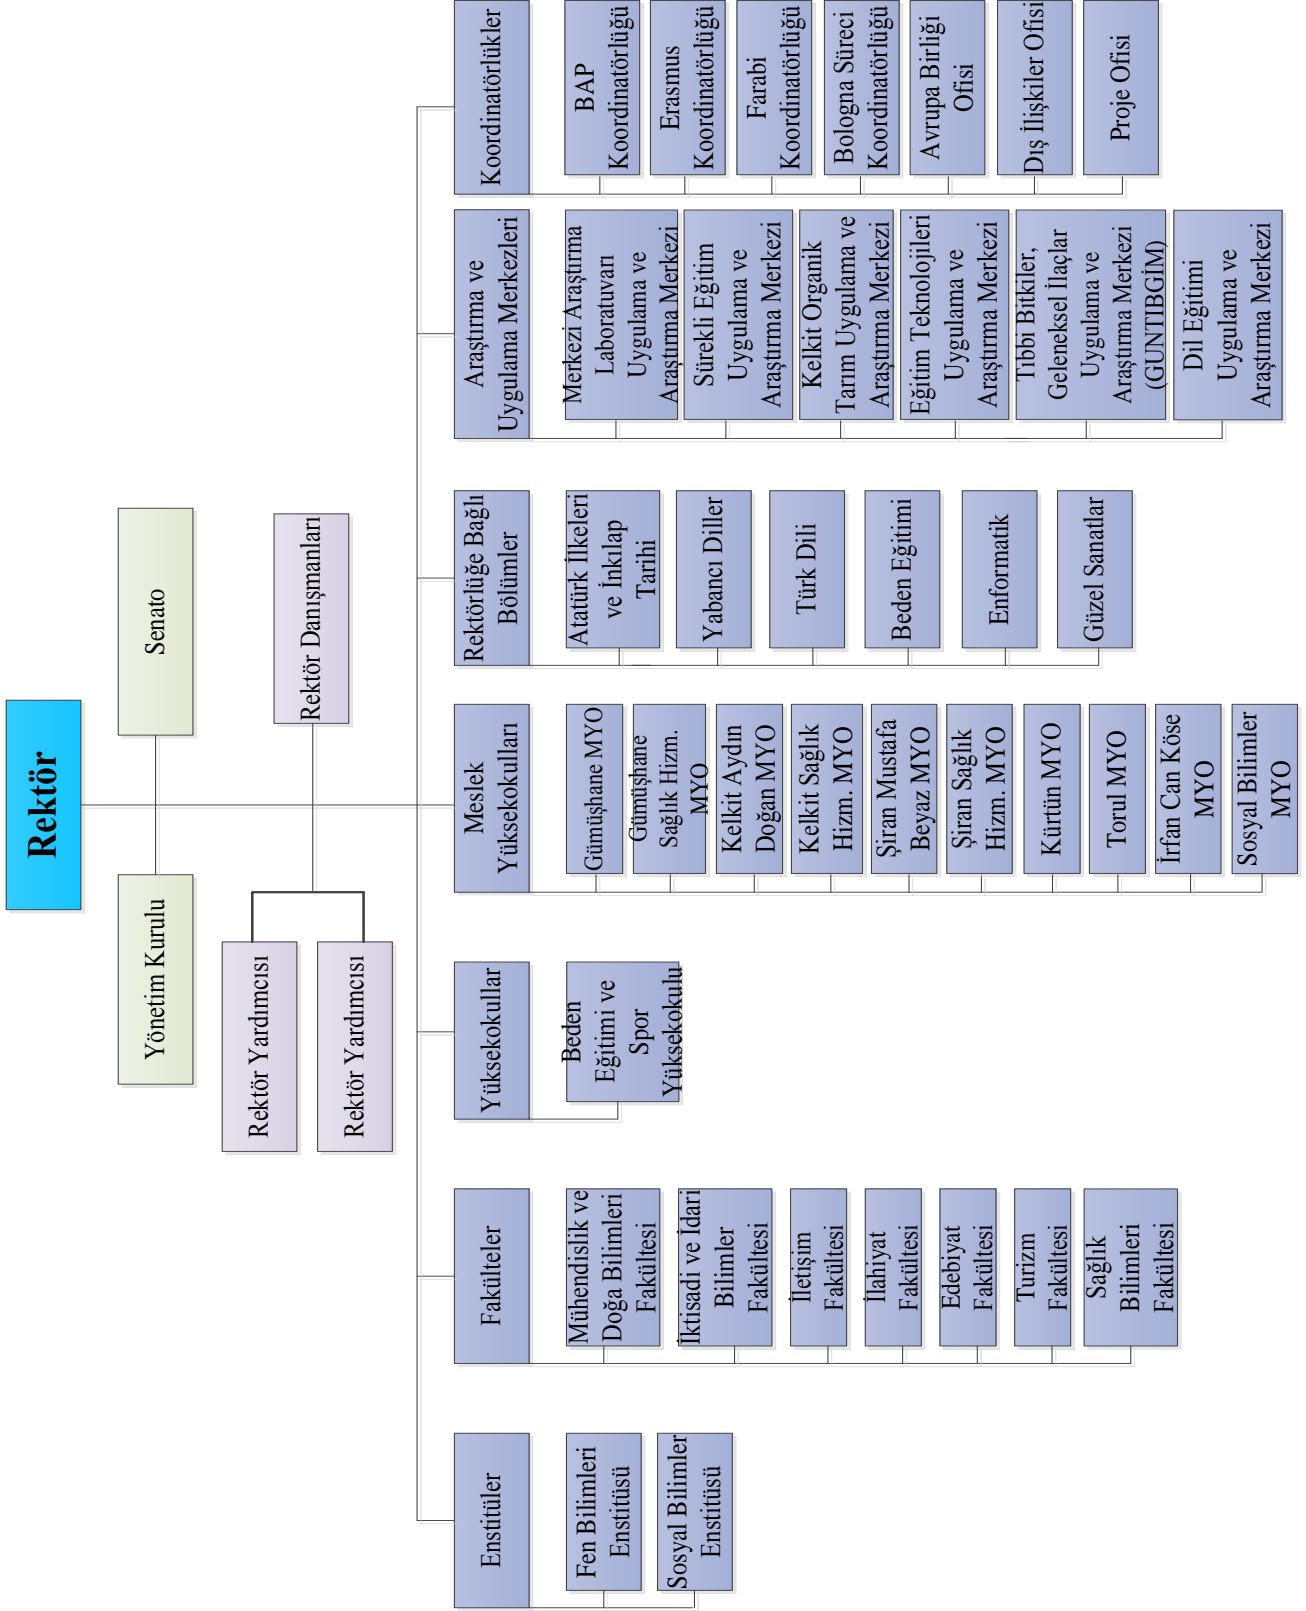 Rektör
Yönetim Kurulu
Senato
Rektör Yardımcısı
Rektör Yardımcısı
Rektör Danışmanları
Enstitüler
Fen Bilimleri
Enstitüsü
Sosyal Bilimler
Enstitüsü
Fakülteler
Mühendislik ve
Doğa Bilimleri
Fakültesi
İktisadi ve İdari
Bilimler
Fakültesi
İletişim
Fakültesi
İlahiyat
Fakültesi
Edebiyat
Fakültesi
Turizm
Fakültesi
Sağlık
Bilimleri
Fakültesi
Yüksekokullar
Beden
Eğitimi ve
Spor
Yüksekokulu
Meslek
Yüksekokulları
Gümüşhane MYO
Gümüşhane
Sağlık Hizm.
MYO
Kelkit Aydın
Doğan MYO
Kelkit Sağlık
Hizm. MYO
Şiran Mustafa
Beyaz MYO
Şiran Sağlık
Hizm. MYO
Kürtün MYO
Torul MYO
İrfan Can Köse
MYO
Sosyal Bilimler
MYO
Rektörlüğe Bağlı
Bölümler
Atatürk İlkeleri
ve İnkılap
Tarihi
Yabancı Diller
Türk Dili
Beden Eğitimi
Enformatik
Güzel Sanatlar
Araştırma ve
Uygulama Merkezleri
Merkezi Araştırma
Laboratuvarı
Uygulama ve
Araştırma Merkezi
Sürekli Eğitim
Uygulama ve
Araştırma Merkezi
Kelkit Organik
Tarım Uygulama ve
Araştırma Merkezi
Eğitim Teknolojileri
Uygulama ve
Araştırma Merkezi
Tıbbi Bitkiler,
Geleneksel İlaçlar
Uygulama ve
Araştırma Merkezi
(GUNTIBGİM)
Dil Eğitimi
Uygulama ve
Araştırma Merkezi
Koordinatörlükler
BAP
Koordinatörlüğü
Erasmus
Koordinatörlüğü
Farabi
Koordinatörlüğü
Bologna Süreci
Koordinatörlüğü
Avrupa Birliği
Ofisi
Dış İlişkiler Ofisi
Proje Ofisi